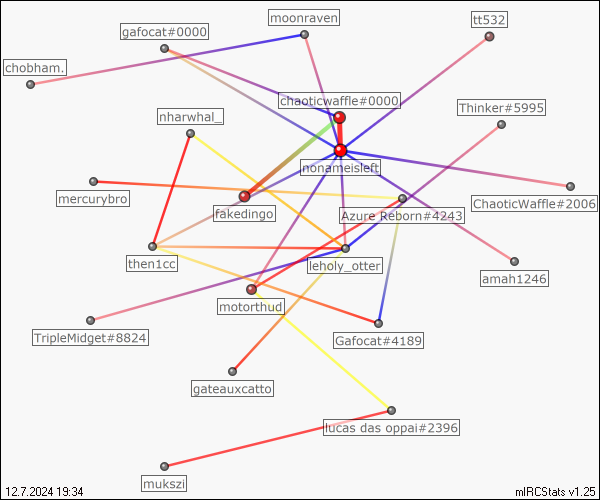 moonraven
gafocat#0000
tt532
chobham.
chaoticwaffle#0000
Thinker#5995
nharwhal_
nonameisleft
mercurybro
ChaoticWaffle#2006
fakedingo
Azure Reborn#4243
then1cc
leholy_otter
amah1246
motorthud
TripleMidget#8824
Gafocat#4189
gateauxcatto
lucas das oppai#2396
mukszi
12.7.2024 19:34
mIRCStats v1.25